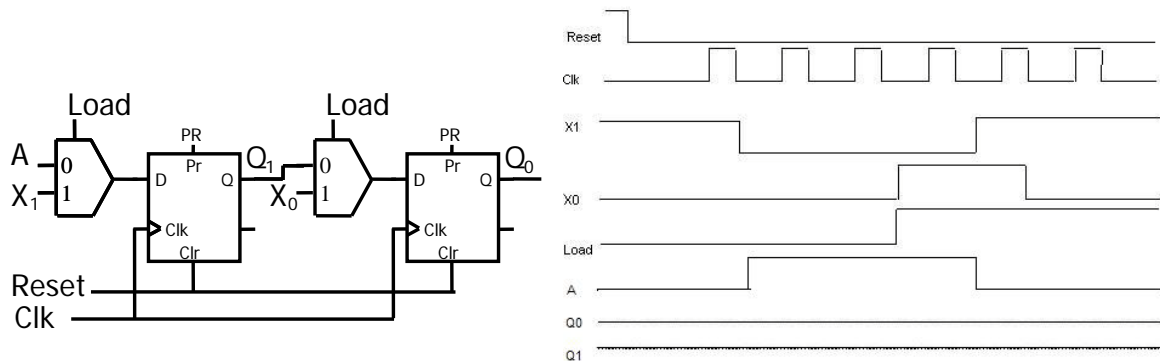 Load
Load
PR
PR
A
0
Pr
Q1
0
Pr
Q0
D
Q
D
Q
X1
1
X0
1
Clk
Clk
Clr
Clr
Reset
Clk
Reset
Clk
X1
X0
Load
A
Q0
Q1